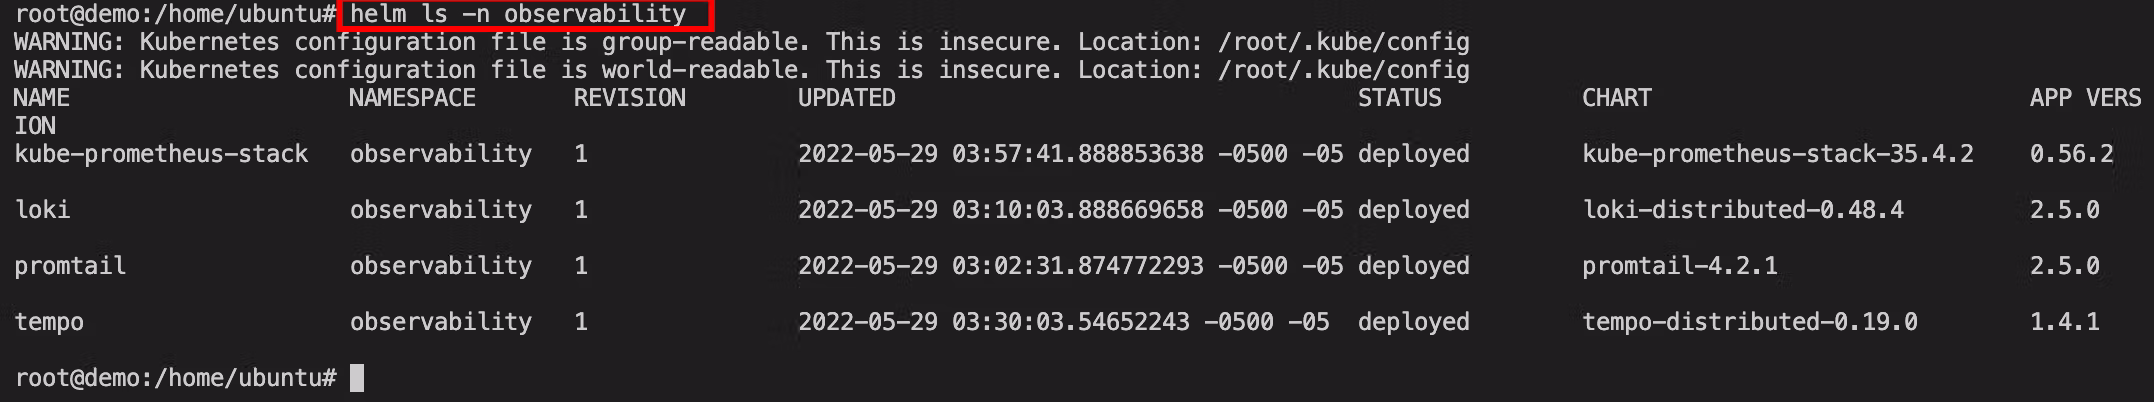 root@demo:/home/ubuntu# helm ls -n observability
WARNING: Kubernetes configuration file is group-readable. This is insecure. Location: /root/.kube/config
WARNING: Kubernetes configuration file is world-readable. This is insecure. Location: /root/.kube/config
NAME NAMESPACE REVISION UPDATED STATUS CHART APP VERS
ION
kube-prometheus-stack observability 1 2022-05-29 03:57:41.888853638 -0500 -05 deployed kube-prometheus-stack-35.4.2 0.56.2
loki observability 1 2022-05-29 03:10:03.888669658 -0500 -05 deployed loki-distributed-0.48.4 2.5.0
promtail observability 1 2022-05-29 03:02:31.874772293 -0500 -05 deployed promtail-4.2.1 2.5.0
tempo observability 1 2022-05-29 03:30:03.54652243 -0500 -05 deployed tempo-distributed-0.19.0 1.4.1
root@demo:/home/ubuntu#